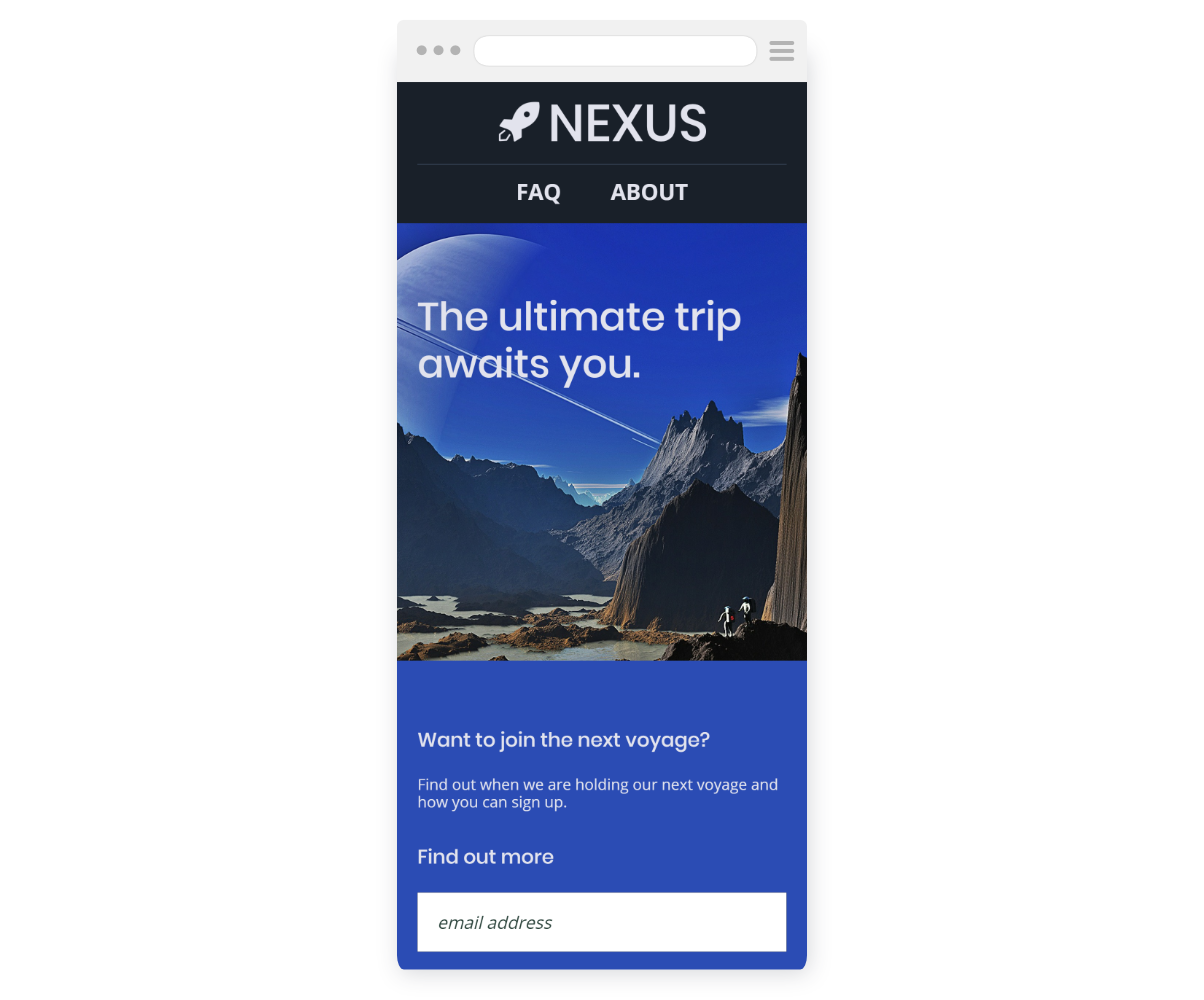 NEXUS
FAQ ABOUT
The ultimate trip
awaits you.
Want to join the next voyage?
Find out when we are holding our next voyage and
how you can sign up.
Find out more
email address